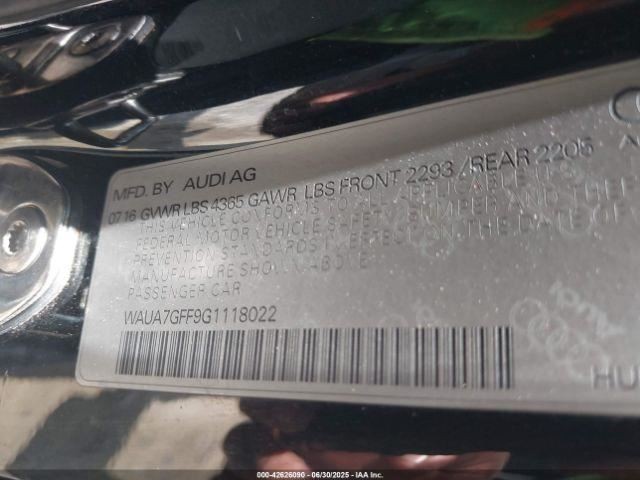 MFD. BY AUDI AG
0716 GVWR LBS 4365 GAWR LBS FRONT 2293 / REAR 2205
THIS VEHICLE CONFORMS TO ALL APPLICABLE U.S.
FEDERAL MOTOR VEHICLE SAFETY BUMPER AND THEFT
PREVENTION STANDARDS IN EFFECT ON THE DATE OF
MANUFACTURE SHOWN ABOVE.
PASSENGER CAR
WAUA7GFF9G1118022
HU
000-42626090 - 06/30/2025 - IAA Inc.